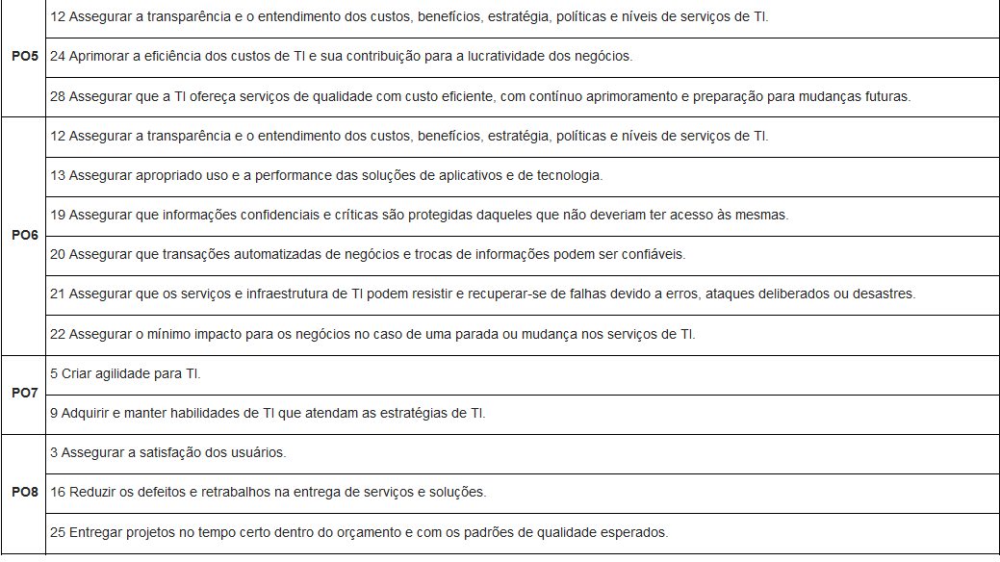 12 Assegurar a transparência e o entendimento dos custos, benefícios, estratégia, políticas e níveis de serviços de TI.
PO5
24 Aprimorar a eficiência dos custos de TI e sua contribuição para a lucratividade dos negócios.
28 Assegurar que a TI ofereça serviços de qualidade com custo eficiente, com contínuo aprimoramento e preparação para mudanças futuras.
12 Assegurar a transparência e o entendimento dos custos, benefícios, estratégia, políticas e níveis de serviços de TI.
13 Assegurar apropriado uso e a performance das soluções de aplicativos e de tecnologia.
19 Assegurar que informações confidenciais e críticas são protegidas daqueles que não deveriam ter acesso às mesmas.
PO6
20 Assegurar que transações automatizadas de negócios e trocas de informações podem ser confiáveis.
21 Assegurar que os serviços e infraestrutura de TI podem resistir e recuperar-se de falhas devido a erros, ataques deliberados ou desastres.
22 Assegurar o mínimo impacto para os negócios no caso de uma parada ou mudança nos serviços de TI.
5 Criar agilidade para TI.
PO7
9 Adquirir e manter habilidades de TI que atendam as estratégias de TI.
3 Assegurar a satisfação dos usuários.
PO8
16 Reduzir os defeitos e retrabalhos na entrega de serviços e soluções.
25 Entregar projetos no tempo certo dentro do orçamento e com os padrões de qualidade esperados.